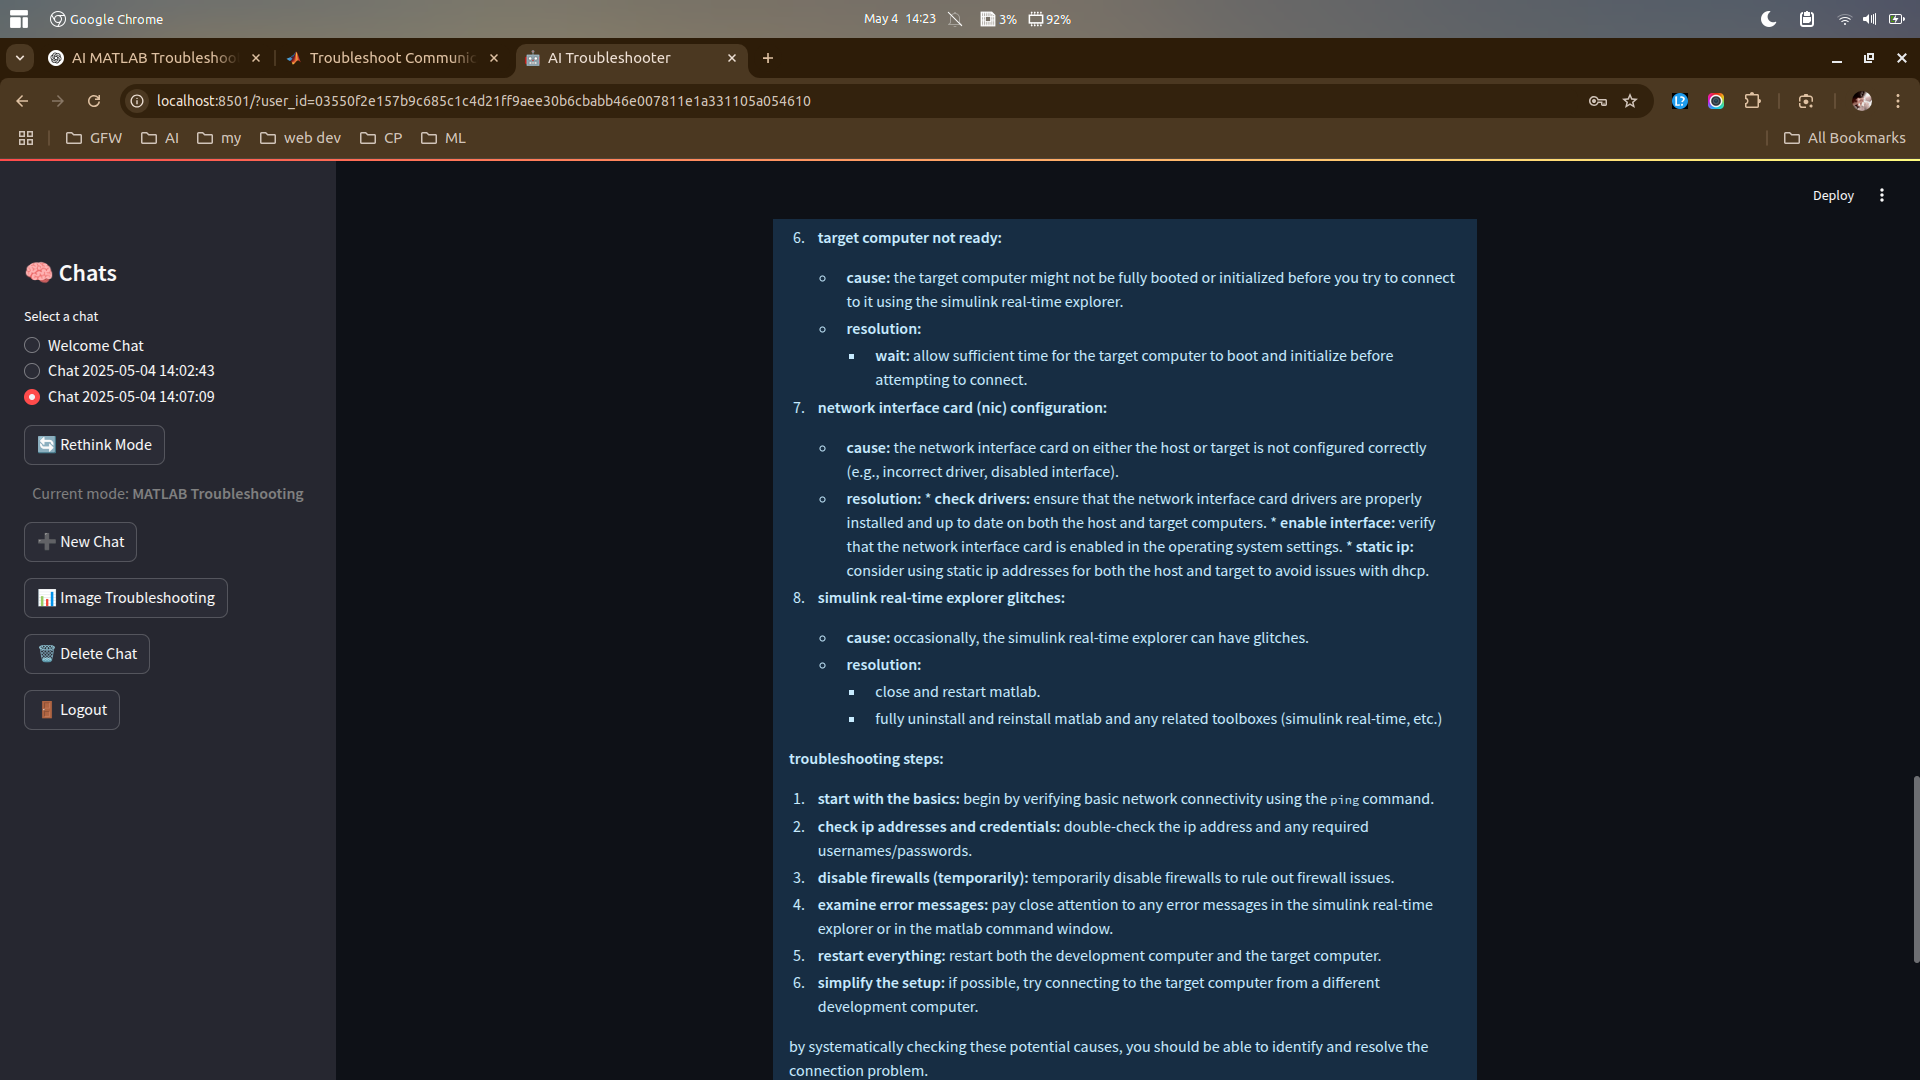 Google Chrome
May 4 14:23
3%
92%
AI MATLAB Troubleshoo
Troubleshoot Communic
AI Troubleshooter
localhost:8501/?user_id=03550f2e157b9c685c1c4d21ff9aee30b6cbabb46e007811e1a331105a054610
GFW
AI
my
web dev
CP
ML
All Bookmarks
Deploy
Chats
Select a chat
Welcome Chat
Chat 2025-05-04 14:02:43
Chat 2025-05-04 14:07:09
Rethink Mode
Current mode: MATLAB Troubleshooting
New Chat
Image Troubleshooting
Delete Chat
Logout
6. target computer not ready:
cause: the target computer might not be fully booted or initialized before you try to connect
to it using the simulink real-time explorer.
resolution:
wait: allow sufficient time for the target computer to boot and initialize before
attempting to connect.
7. network interface card (nic) configuration:
cause: the network interface card on either the host or target is not configured correctly
(e.g., incorrect driver, disabled interface).
resolution: * check drivers: ensure that the network interface card drivers are properly
installed and up to date on both the host and target computers. * enable interface: verify
that the network interface card is enabled in the operating system settings. * static ip:
consider using static ip addresses for both the host and target to avoid issues with dhcp.
8. simulink real-time explorer glitches:
cause: occasionally, the simulink real-time explorer can have glitches.
resolution:
close and restart matlab.
fully uninstall and reinstall matlab and any related toolboxes (simulink real-time, etc.)
troubleshooting steps:
1. start with the basics: begin by verifying basic network connectivity using the ping command.
2. check ip addresses and credentials: double-check the ip address and any required
usernames/passwords.
3. disable firewalls (temporarily): temporarily disable firewalls to rule out firewall issues.
4. examine error messages: pay close attention to any error messages in the simulink real-time
explorer or in the matlab command window.
5. restart everything: restart both the development computer and the target computer.
6. simplify the setup: if possible, try connecting to the target computer from a different
development computer.
by systematically checking these potential causes, you should be able to identify and resolve the
connection problem.